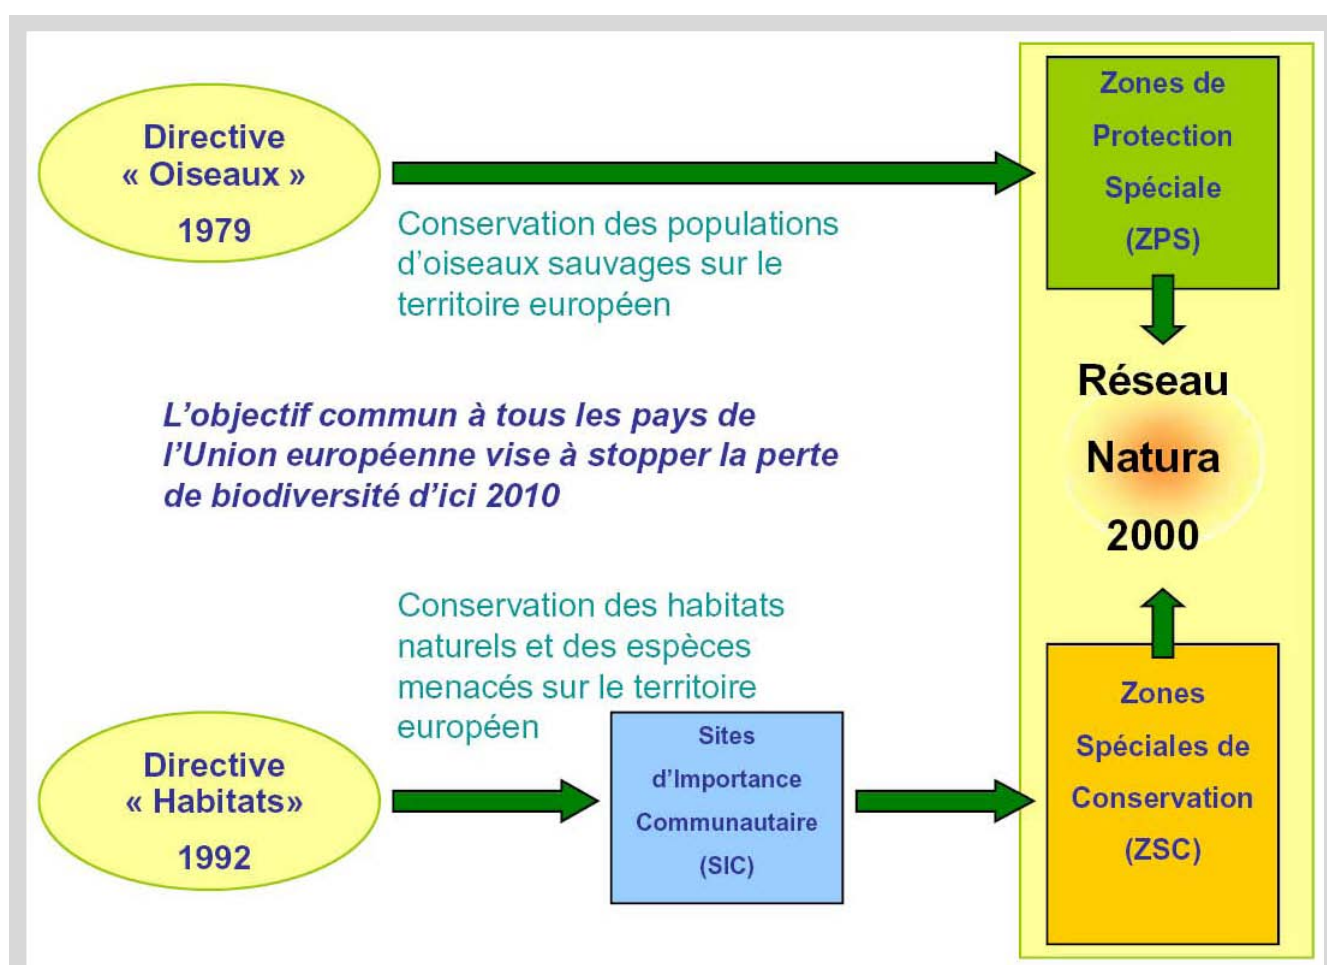 Directive
« Oiseaux »
1979
Conservation des populations
d'oiseaux sauvages sur le
territoire européen
Zones de
Protection
Spéciale
(ZPS)
L'objectif commun à tous les pays de
l'Union européenne vise à stopper la perte
de biodiversité d'ici 2010
Réseau
Natura
2000
Conservation des habitats
naturels et des espèces
menacés sur le territoire
européen
Directive
« Habitats»
1992
Sites
d'Importance
Communautaire
(SIC)
Zones
Spéciales de
Conservation
(ZSC)